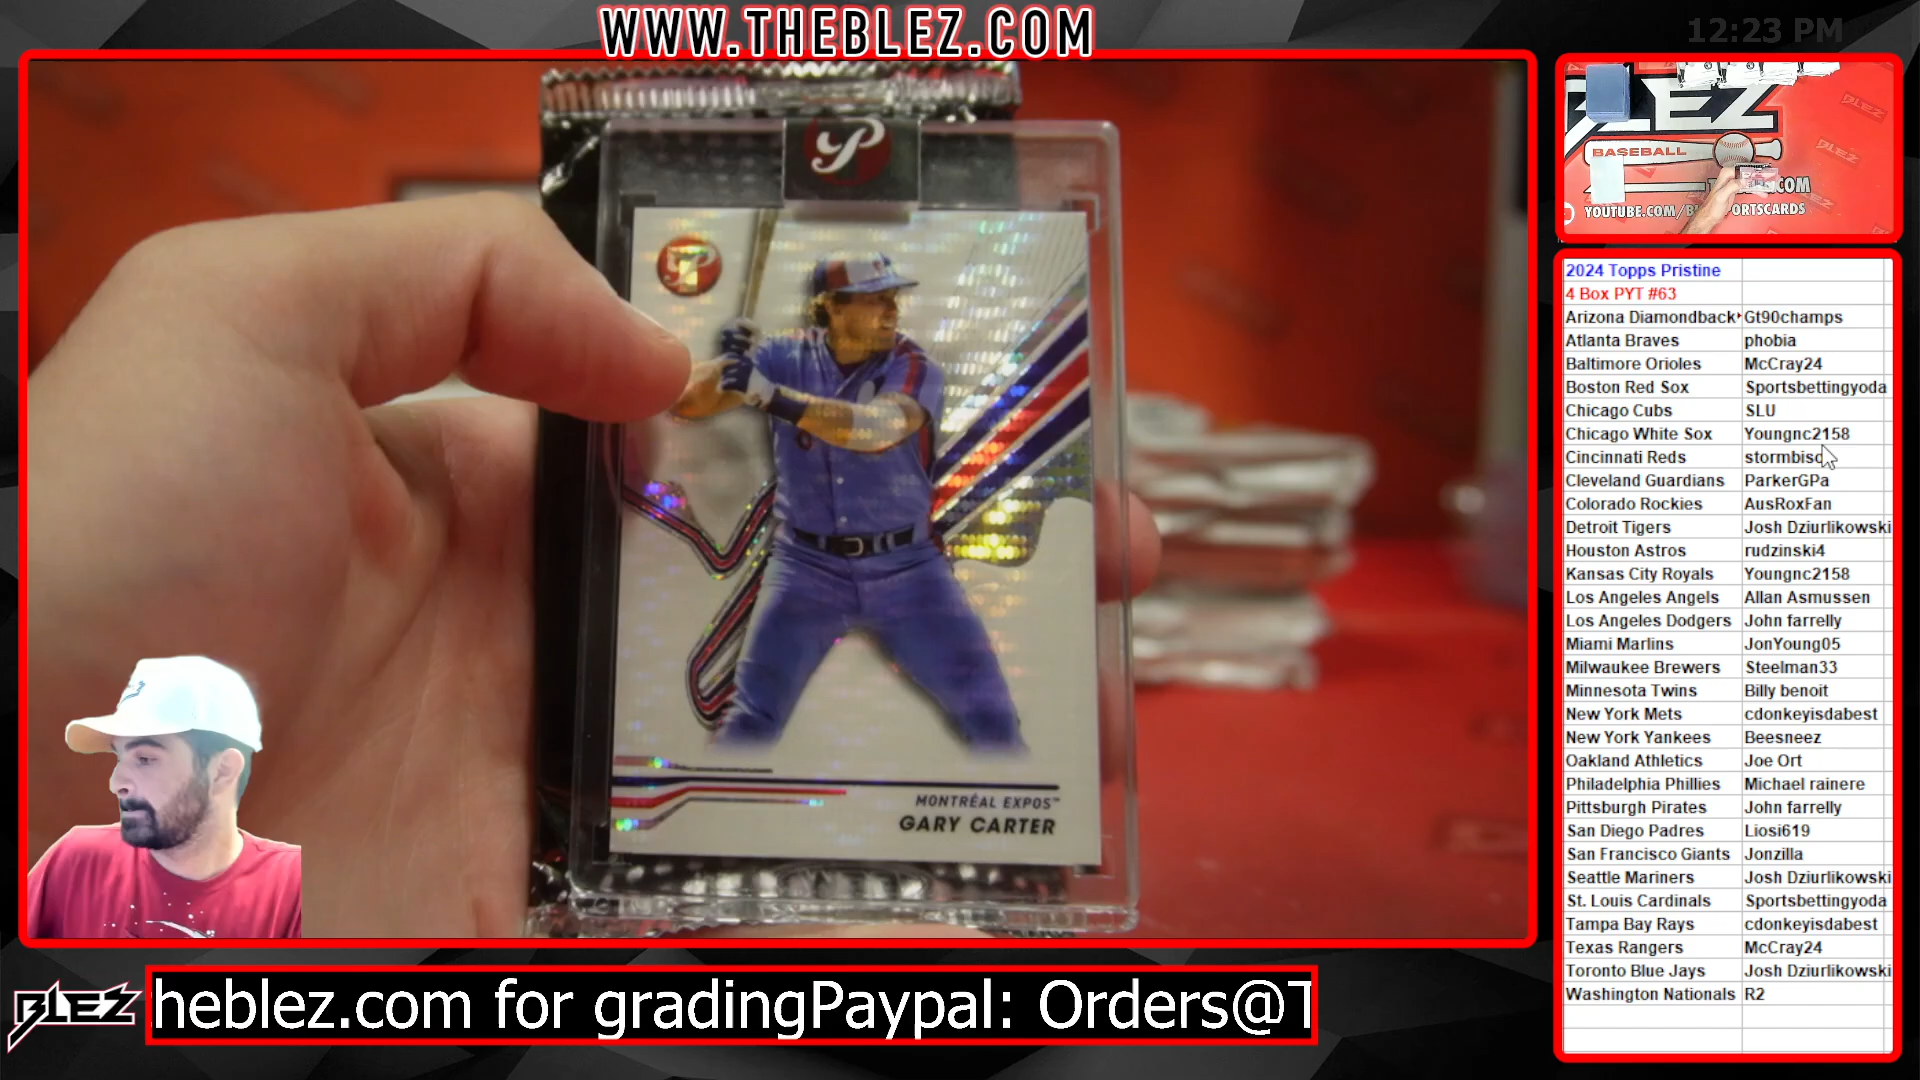 WWW.THEBLEZ.COM
12:23 PM
BLEZ
BASEBALL
YOUTUBE.COM/
P
P
MONTRÉAL EXPOS™
GARY CARTER
2024 Topps Pristine
4 Box PYT #63
Arizona Diamondback Gt90champs
Atlanta Braves phobia
Baltimore Orioles McCray24
Boston Red Sox Sportsbettingyoda
Chicago Cubs SLU
Chicago White Sox Youngnc2158
Cincinnati Reds
Cleveland Guardians ParkerGPa
Colorado Rockies AusRoxFan
Detroit Tigers Josh Dziurlikowski
Houston Astros rudzinski4
Kansas City Royals Youngnc2158
Los Angeles Angels Allan Asmussen
Los Angeles Dodgers John farrelly
Miami Marlins JonYoung05
Milwaukee Brewers Steelman33
Minnesota Twins Billy benoit
New York Mets cdonkeyisdabest
New York Yankees Beesneez
Oakland Athletics Joe Ort
Philadelphia Phillies Michael rainere
Pittsburgh Pirates John farrelly
San Diego Padres Liosi619
San Francisco Giants Jonzilla
Seattle Mariners Josh Dziurlikowski
St. Louis Cardinals Sportsbettingyoda
Tampa Bay Rays cdonkeyisdabest
Texas Rangers McCray24
Toronto Blue Jays Josh Dziurlikowski
Washington Nationals R2
BLEZ
heblez.com for gradingPaypal: Orders@T